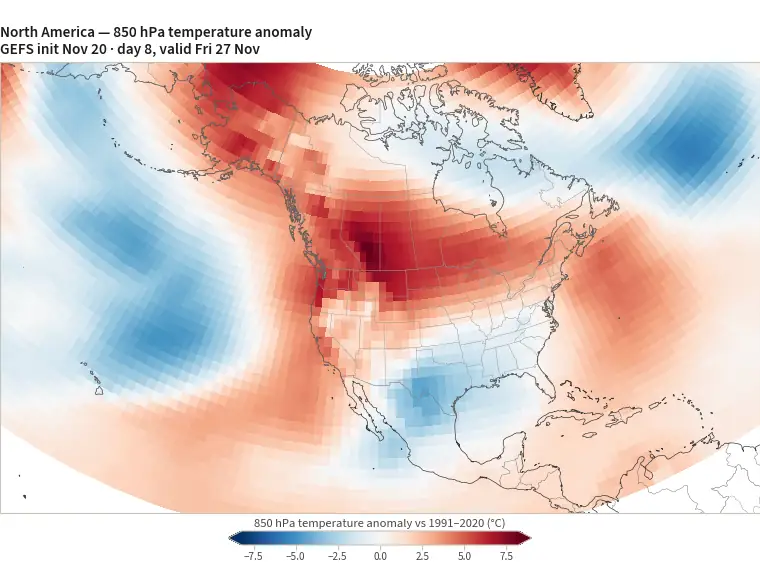 North America — 850 hPa temperature anomaly
GEFS init Nov 20 · day 8, valid Fri 27 Nov
850 hPa temperature anomaly vs 1991–2020 (°C)
−7.5 −5.0 −2.5 0.0 2.5 5.0 7.5